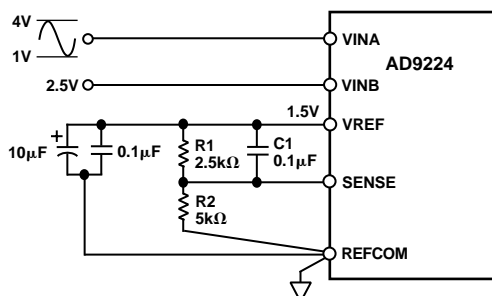 4V
1V
VINA
AD9224
2.5V
VINB
1.5V
VREF
10μF
+
0.1μF
R1
2.5kΩ
C1
0.1μF
SENSE
R2
5kΩ
REFCOM